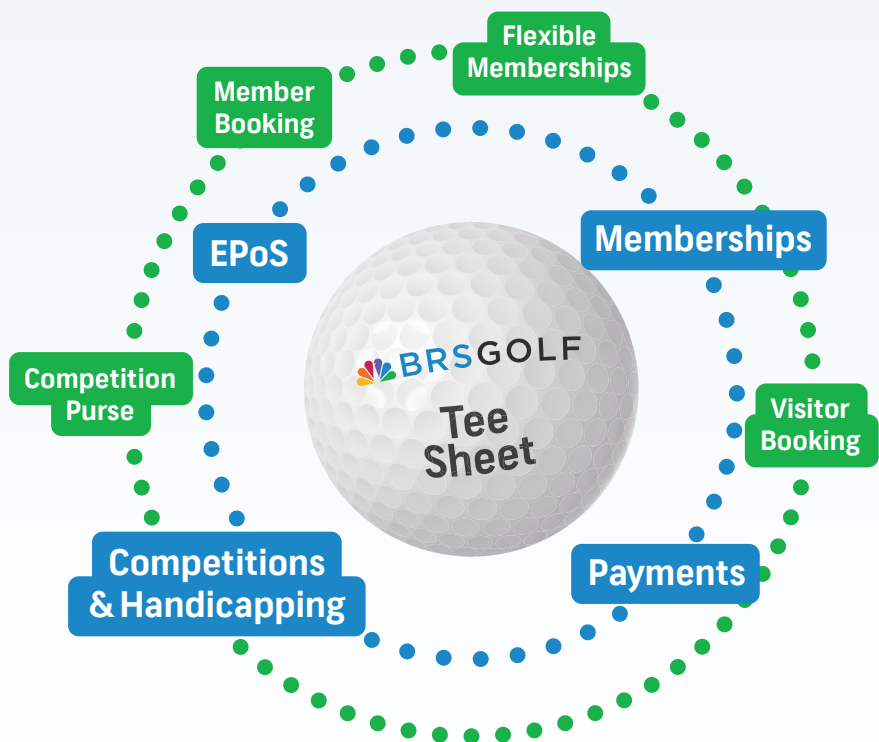 Flexible
Memberships
Member
Booking
EPoS
Memberships
BRSGOLF
Tee
Sheet
Competition
Purse
Visitor
Booking
Competitions
& Handicapping
Payments